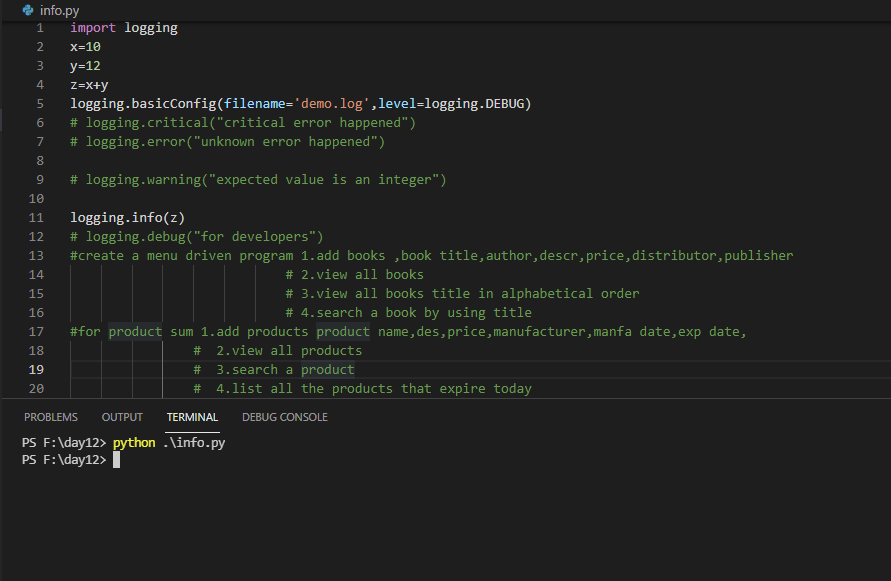 info.py
1 import logging
2 x=10
3 y=12
4 z=x+y
5 logging.basicConfig(filename='demo.log',level=logging.DEBUG)
6 # logging.critical("critical error happened")
7 # logging.error("unknown error happened")
8
9 # logging.warning("expected value is an integer")
10
11 logging.info(z)
12 # logging.debug("for developers")
13 #create a menu driven program 1.add books ,book title,author,descr,price,distributor,publisher
14 # 2.view all books
15 # 3.view all books title in alphabetical order
16 # 4.search a book by using title
17 #for product sum 1.add products product name,des,price,manufacturer,manfa date,exp date,
18 #  2.view all products
19 #  3.search a product
20 #  4.list all the products that expire today
PROBLEMS OUTPUT TERMINAL DEBUG CONSOLE
PS F:\day12> python .\info.py
PS F:\day12>